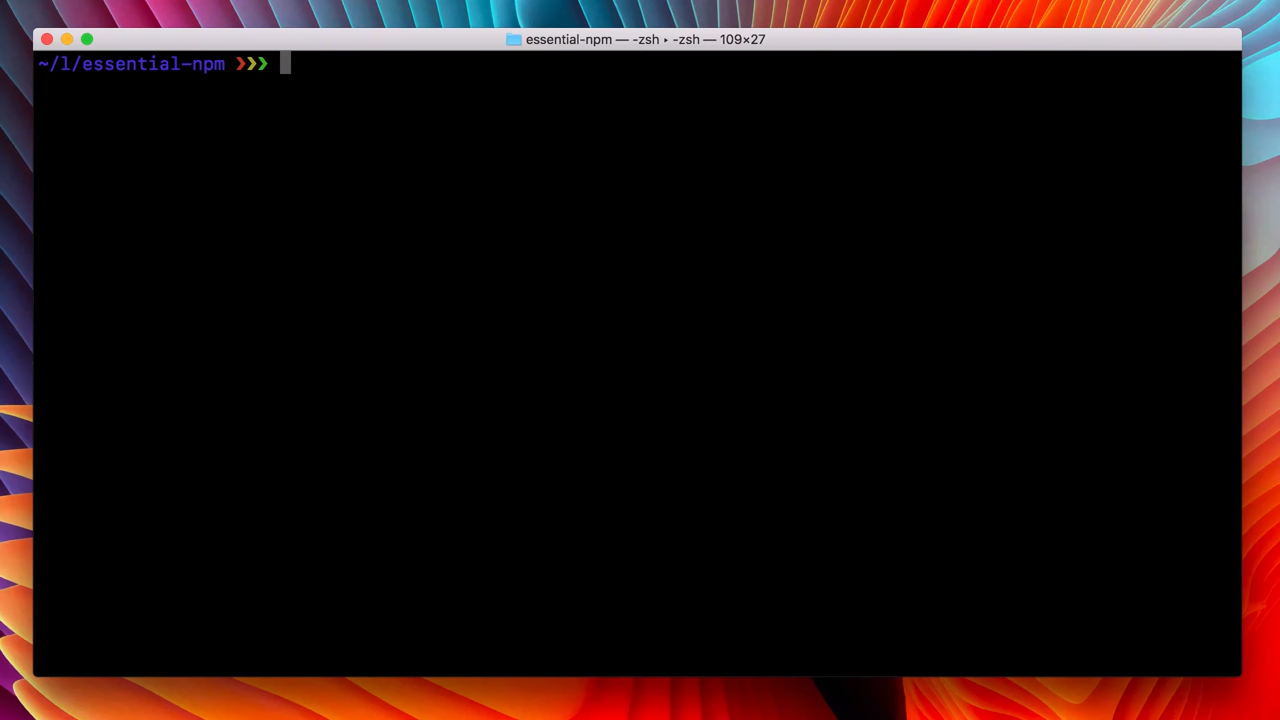 essential-npm — -zsh ▸ -zsh — 109×27
~/l/essential-npm ❯❯❯